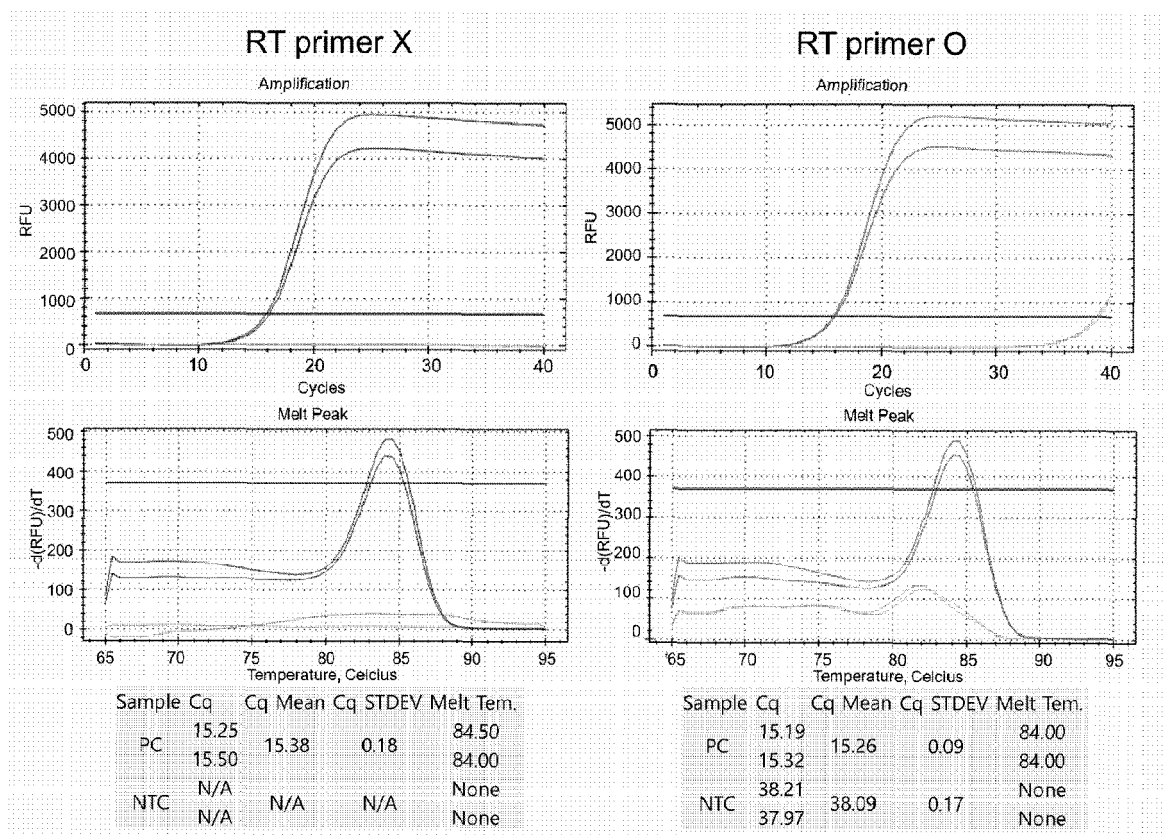 RT primer X
Amplification
5000
4000
3000
2000
1000
0
RFU
0 10 20 30 40
Cycles
Melt Peak
500
400
300
200
100
0
-d(RFU)/dT
65 70 75 80 85 90 95
Temperature, Celcius
Sample Cq Cq Mean Cq STDEV Melt Tem.
PC 15.25 15.38 0.18 84.50
15.50 84.00
NTC N/A N/A N/A None
N/A None
RT primer O
Amplification
5000
4000
3000
2000
1000
0
RFU
0 10 20 30 40
Cycles
Melt Peak
500
400
300
200
100
0
-d(RFU)/dT
65 70 75 80 85 90 95
Temperature, Celcius
Sample Cq Cq Mean Cq STDEV Melt Tem.
PC 15.19 15.26 0.09 84.00
15.32 84.00
NTC 38.21 38.09 0.17 None
37.97 None